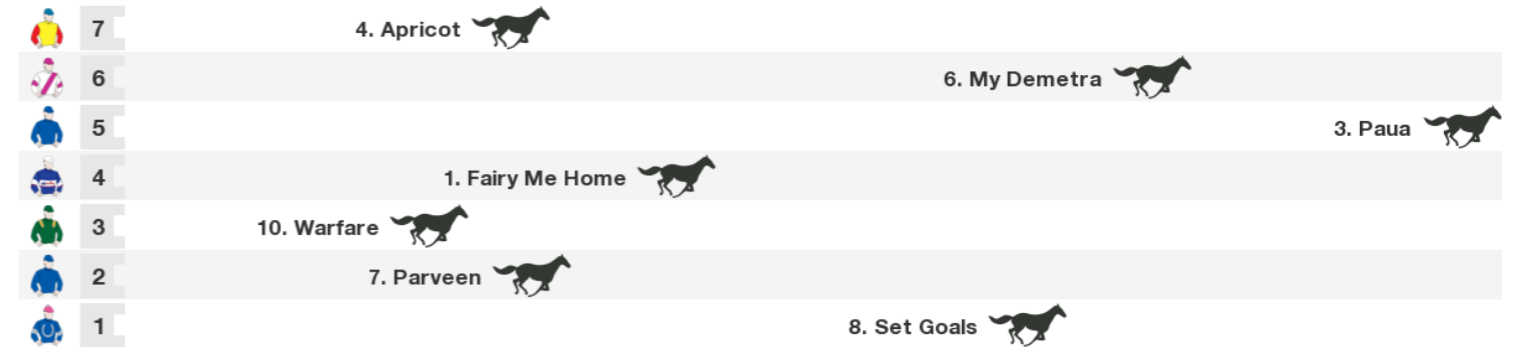 7 4. Apricot
6 6. My Demetra
5 3. Paua
4 1. Fairy Me Home
3 10. Warfare
2 7. Parveen
1 8. Set Goals